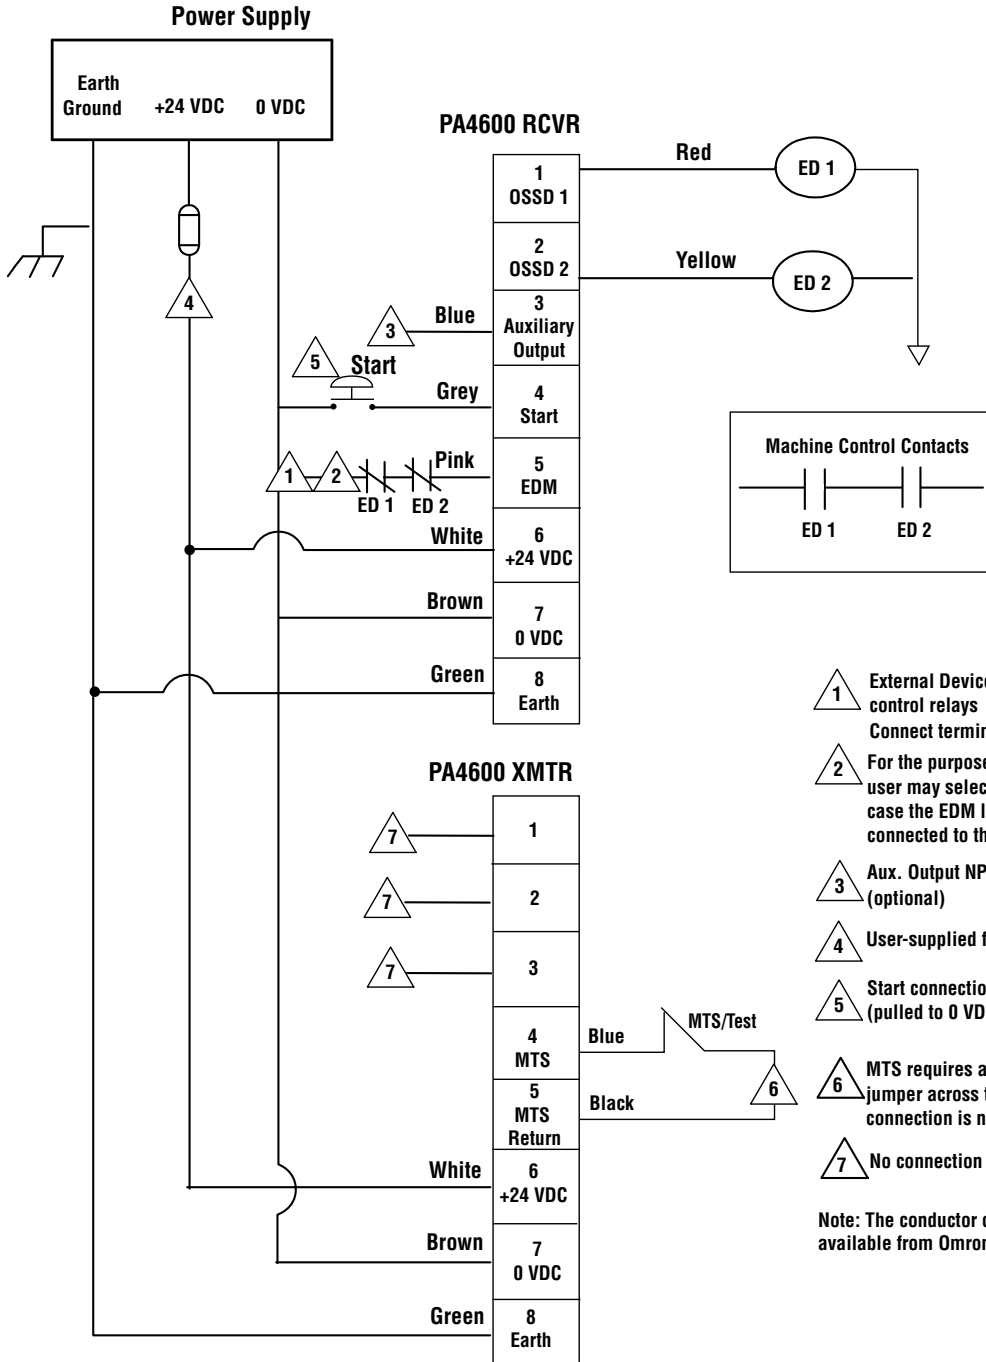 Power Supply
Earth
Ground
+24 VDC
0 VDC
PA4600 RCVR
1
OSSD 1
Red
ED 1
2
OSSD 2
Yellow
ED 2
3
Auxiliary
Output
Blue
3
4
5
Start
Grey
4
Start
Machine Control Contacts
ED 1
ED 2
Pink
1
2
ED 1
ED 2
5
EDM
White
6
+24 VDC
Brown
7
0 VDC
Green
8
Earth
PA4600 XMTR
7
1
7
2
7
3
4
MTS
Blue
MTS/Test
6
5
MTS
Return
Black
White
6
+24 VDC
Brown
7
0 VDC
Green
8
Earth
1
External Device
control relays
Connect termin
2
For the purpose
user may selec
case the EDM l
connected to th
3
Aux. Output NP
(optional)
4
User-supplied f
5
Start connectio
(pulled to 0 VD
6
MTS requires a
jumper across t
connection is n
7
No connection
Note: The conductor c
available from Omron